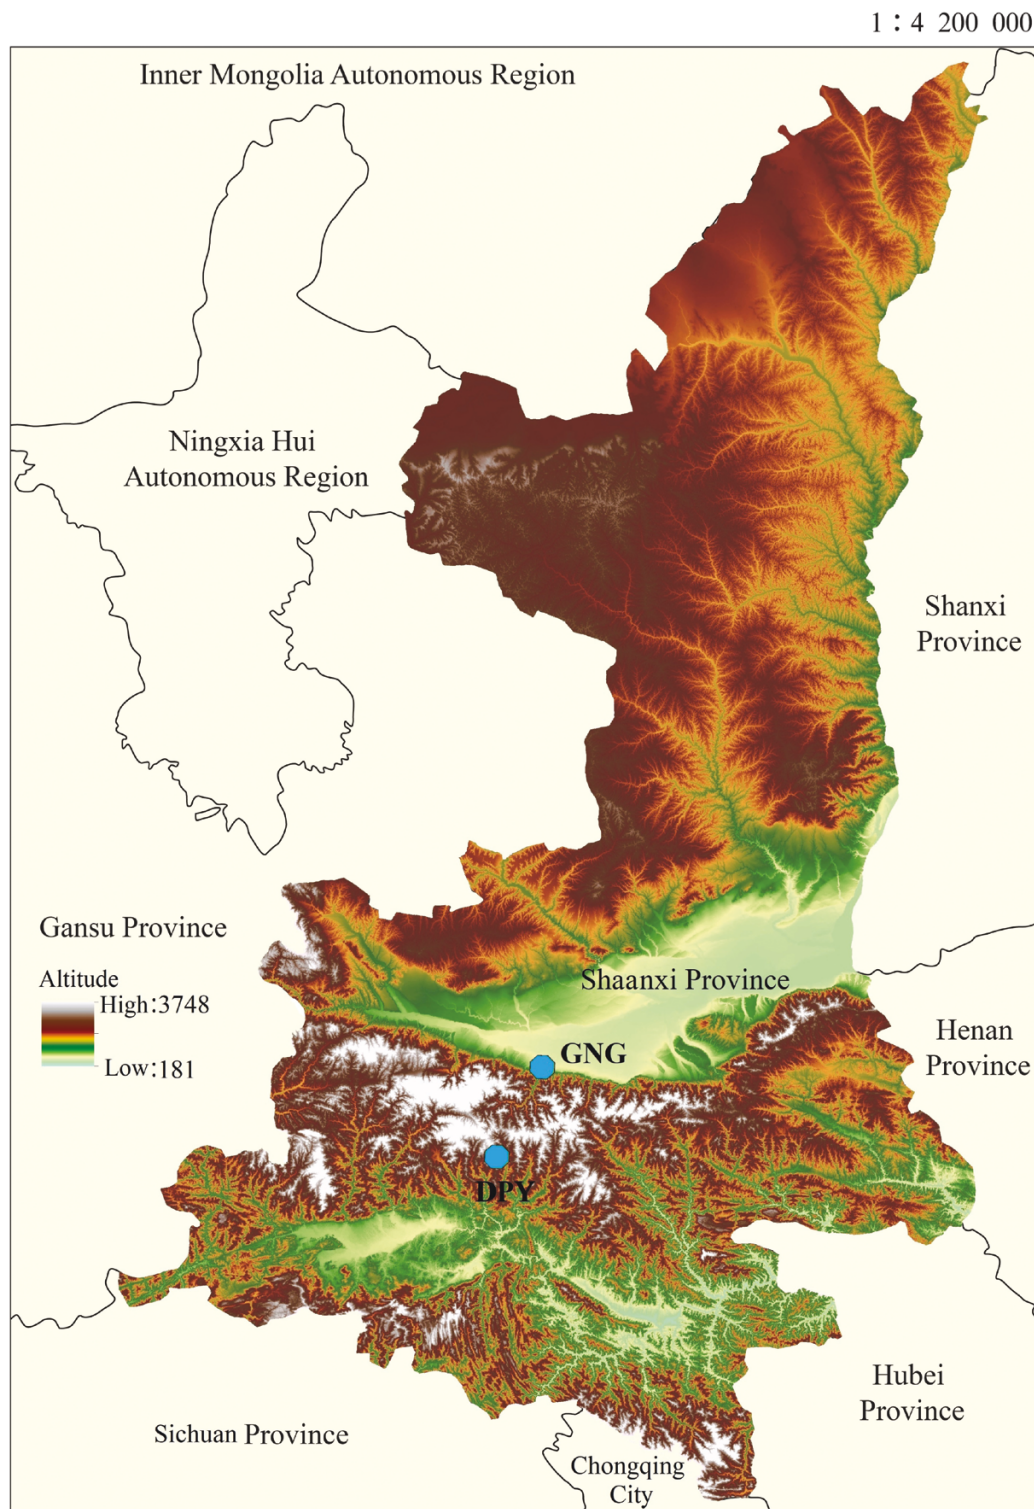 1 : 4 200 000
Inner Mongolia Autonomous Region
Ningxia Hui
Autonomous Region
Shanxi
Province
Gansu Province
Shaanxi Province
Altitude
High:3748
Low:181
GNG
Henan
Province
DPY
Hubei
Province
Sichuan Province
Chongqing
City